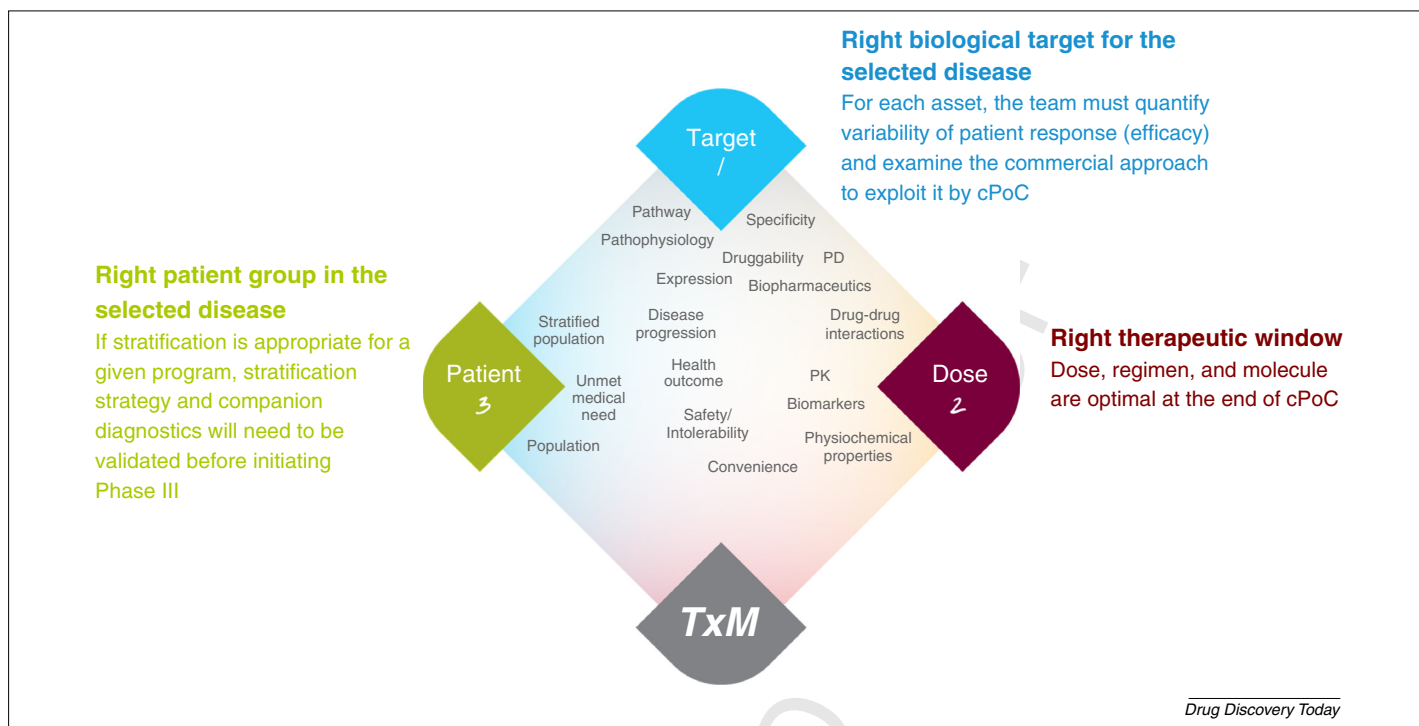 Right biological target for the
selected disease
For each asset, the team must quantify
variability of patient response (efficacy)
and examine the commercial approach
to exploit it by cPoC
Target
1
Pathway
Specificity
Pathophysiology
Druggability
PD
Expression
Biopharmaceutics
Right patient group in the
selected disease
If stratification is appropriate for a
given program, stratification
strategy and companion
diagnostics will need to be
validated before initiating
Phase III
Stratified
population
Disease
progression
Drug-drug
interactions
Patient
3
Unmet
medical
need
Health
outcome
PK
Biomarkers
Safety/
Intolerability
Population
Physiochemical
properties
Convenience
Dose
2
Right therapeutic window
Dose, regimen, and molecule
are optimal at the end of cPoC
TxM
Drug Discovery Today